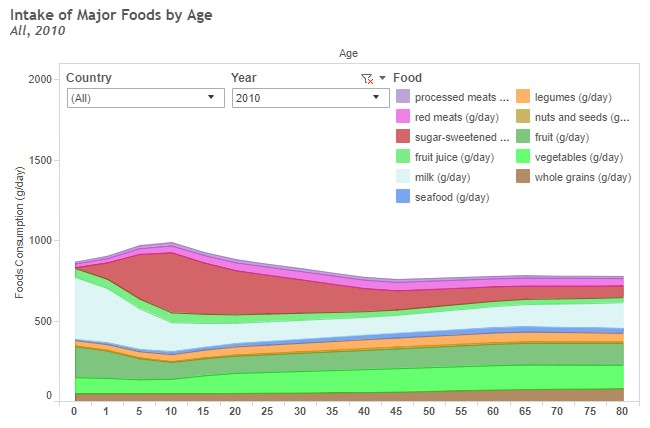 Intake of Major Foods by Age
All, 2010
Age
Country
Year
Food
(All)
2010
processed meats ...
red meats (g/day)
sugar-sweetened ...
fruit juice (g/day)
milk (g/day)
seafood (g/day)
legumes (g/day)
nuts and seeds (g...
fruit (g/day)
vegetables (g/day)
whole grains (g/day)
Foods Consumption (g/day)
2000
1500
1000
500
0
0 1 5 10 15 20 25 30 35 40 45 50 55 60 65 70 75 80